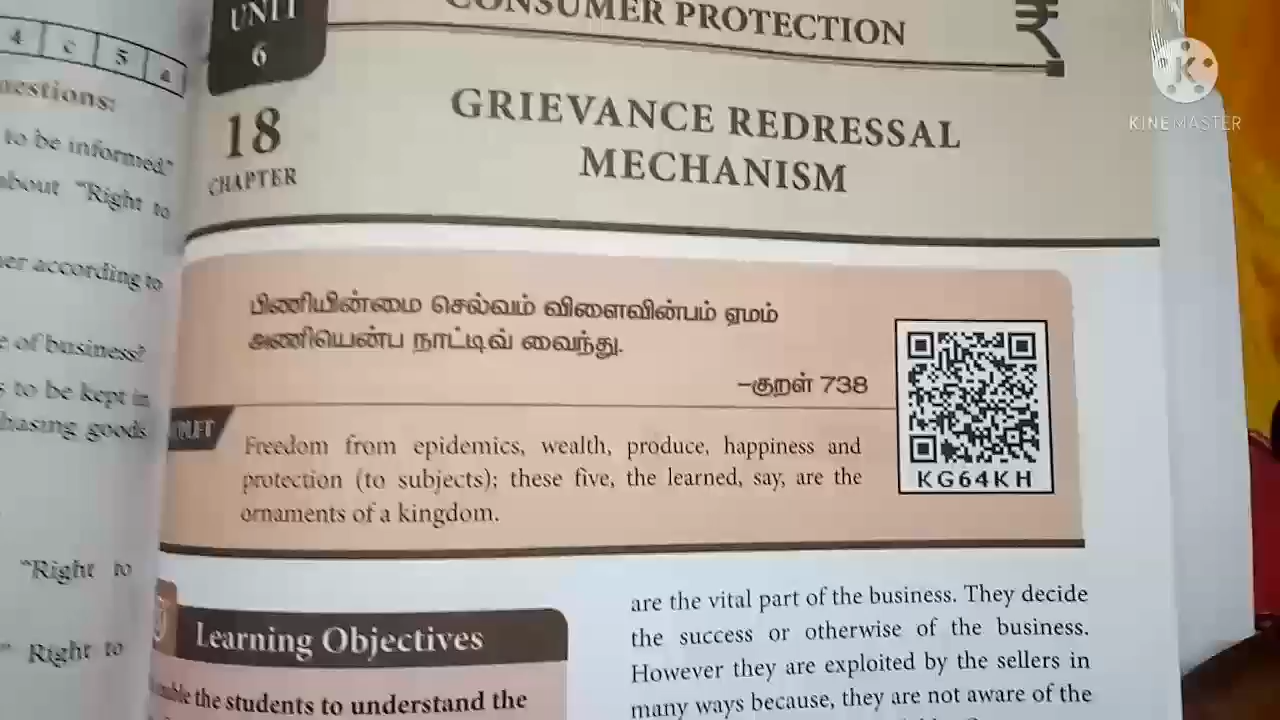 4 c 5 a
to be informed"
about "Right to
according to
e of business?
s to be kept in
hasing goods
"Right to
" Right to
UNIT
6
CONSUMER PROTECTION
₹
18
CHAPTER
GRIEVANCE REDRESSAL
MECHANISM
பிணியின்மை செல்வம் விளைவின்பம் ஏமம்
அணியென்ப நாட்டிவ் வைந்து.
–குறள் 738
Freedom from epidemics, wealth, produce, happiness and
protection (to subjects); these five, the learned, say, are the
ornaments of a kingdom.
KG64KH
Learning Objectives
the students to understand the
are the vital part of the business. They decide
the success or otherwise of the business.
However they are exploited by the sellers in
many ways because, they are not aware of the
K
KINEMASTER